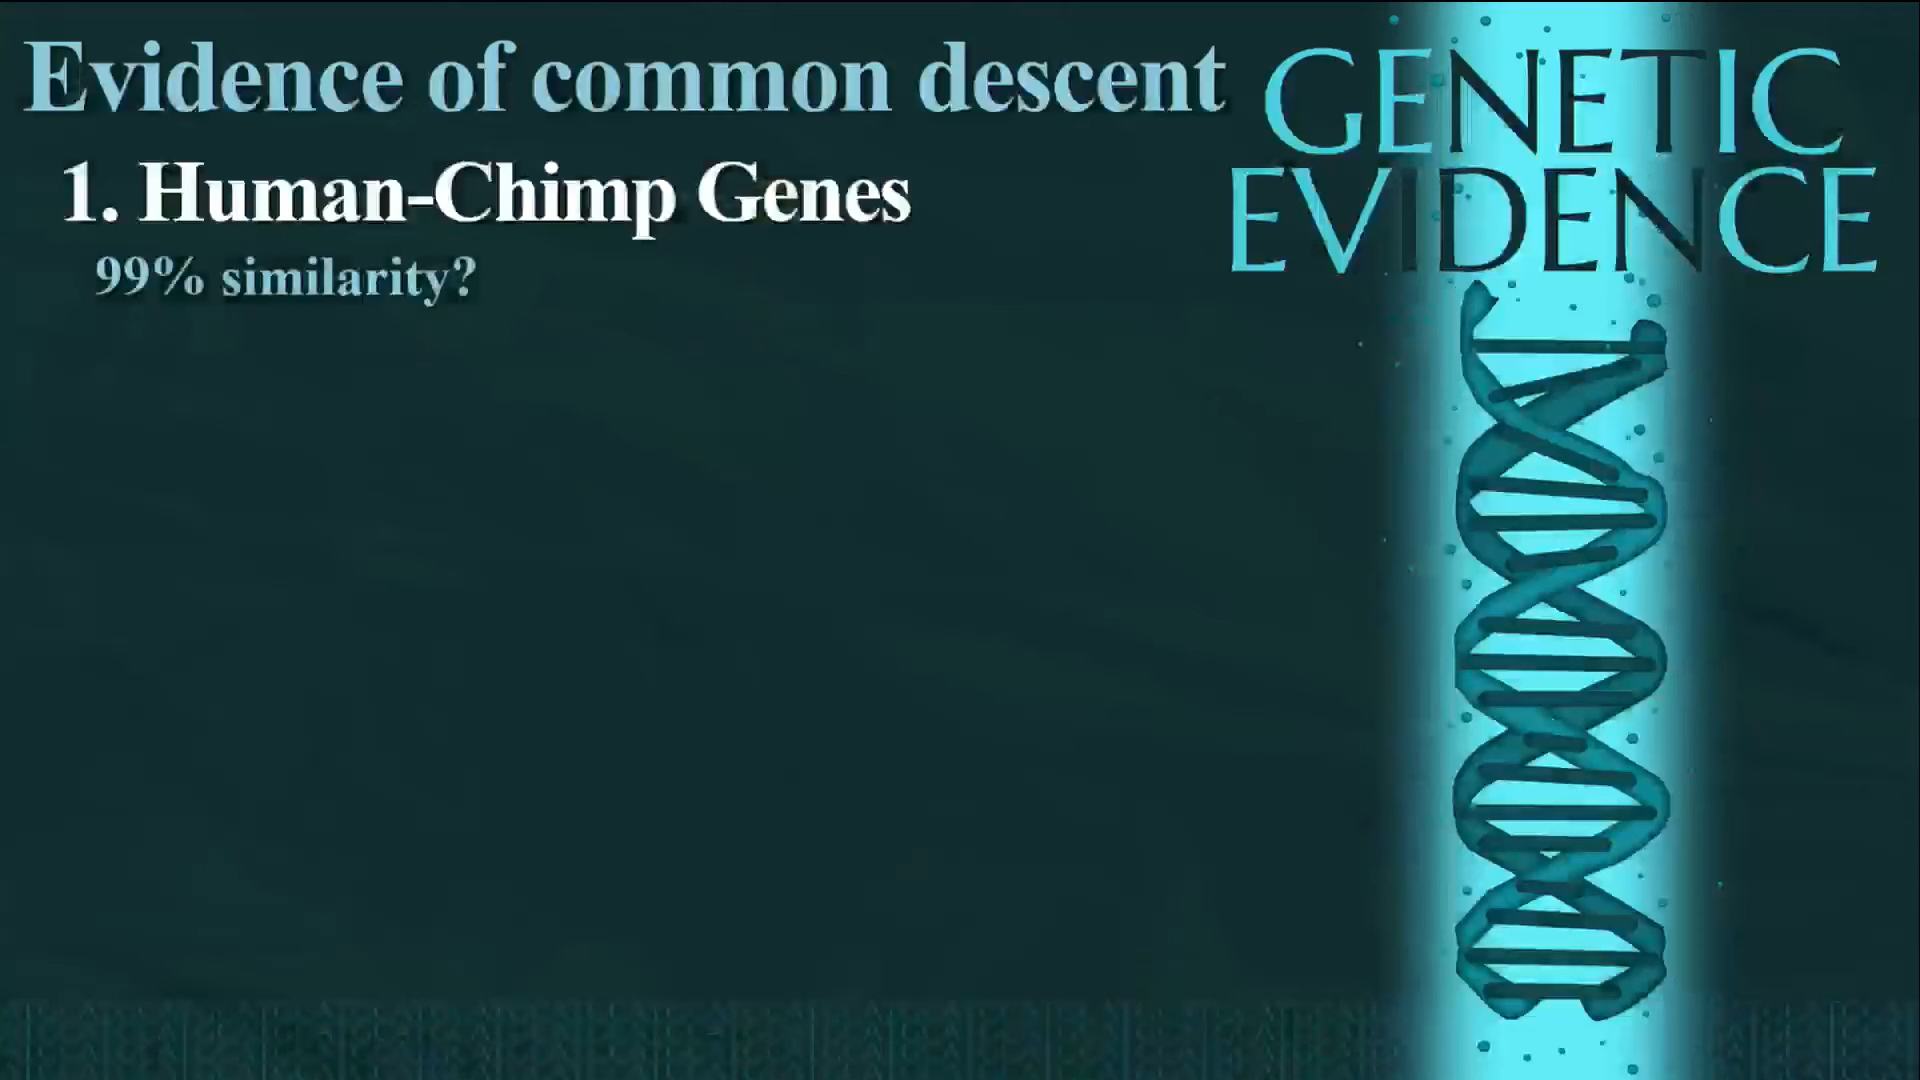 Evidence of common descent
1. Human-Chimp Genes
99% similarity?
GENETIC
EVIDENCE